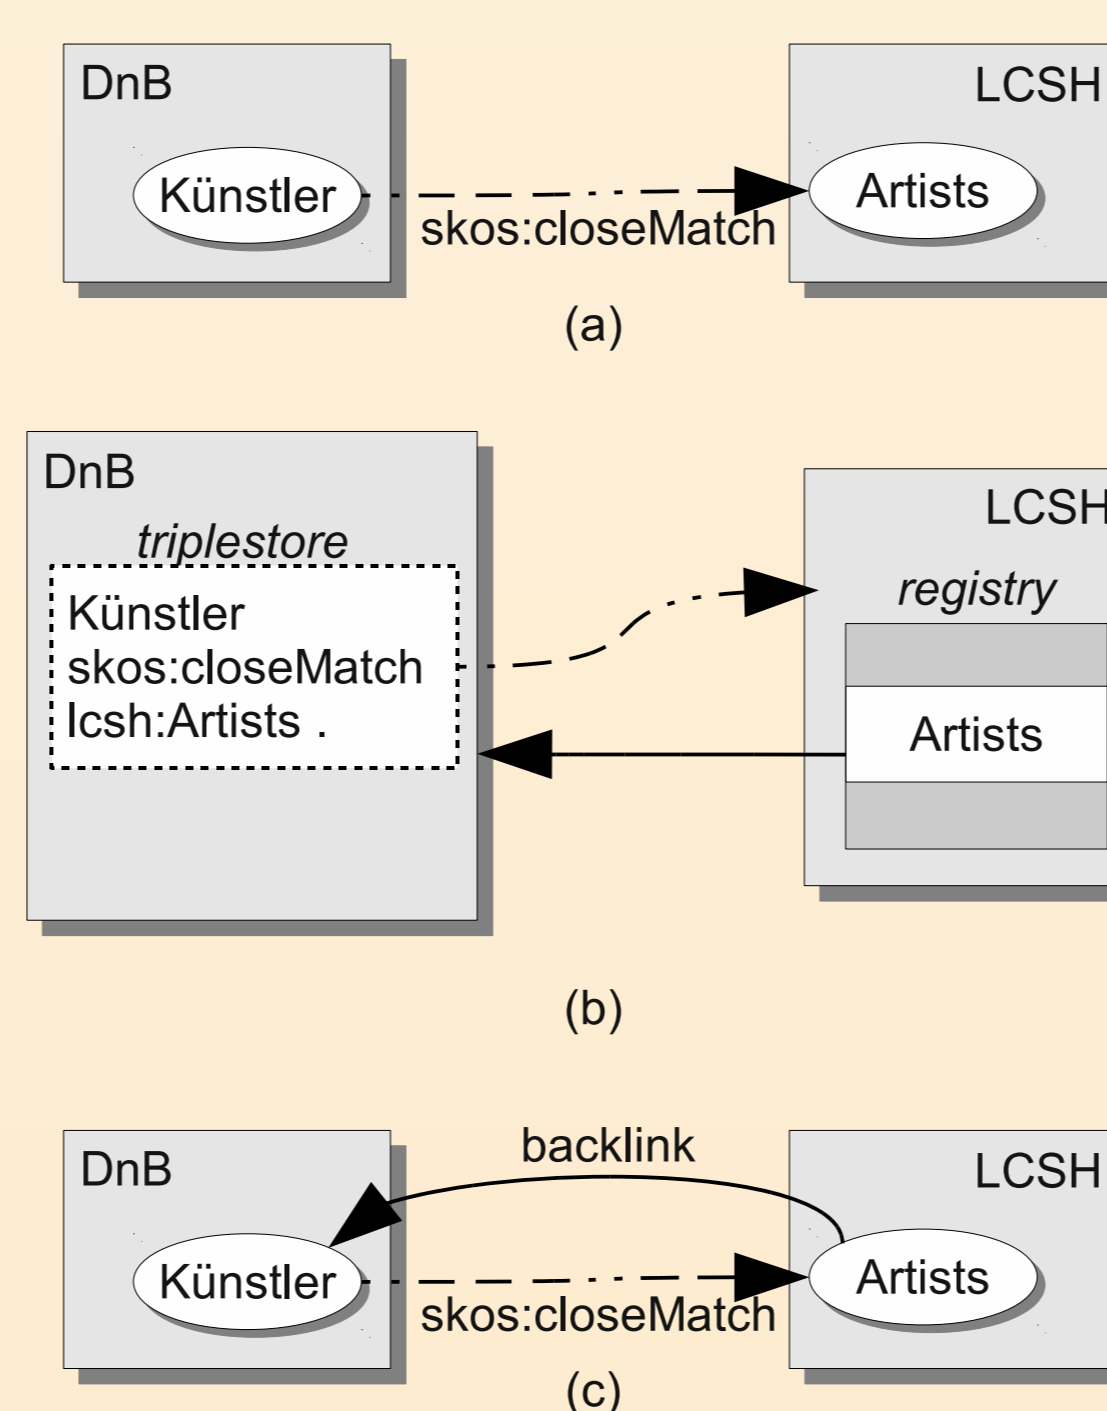 DnB
LCSH
Künstler
Artists
skos:closeMatch
(a)
DnB
LCSH
triplestore
registry
Künstler
skos:closeMatch
lcsh:Artists .
Artists
(b)
backlink
DnB
LCSH
Künstler
Artists
skos:closeMatch
(c)